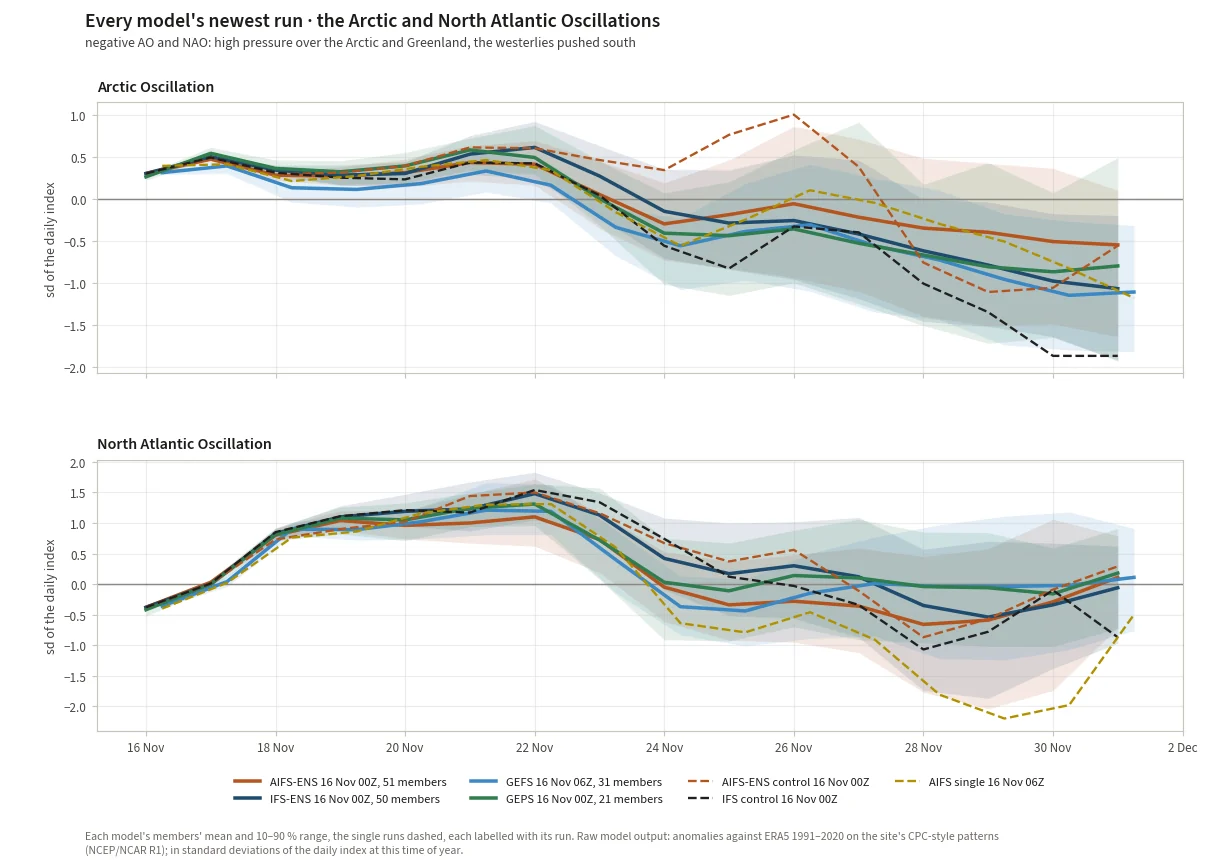 Every model's newest run · the Arctic and North Atlantic Oscillations
negative AO and NAO: high pressure over the Arctic and Greenland, the westerlies pushed south
Arctic Oscillation
1.0
0.5
0.0
−0.5
−1.0
−1.5
−2.0
sd of the daily index
North Atlantic Oscillation
2.0
1.5
1.0
0.5
0.0
−0.5
−1.0
−1.5
−2.0
sd of the daily index
16 Nov 18 Nov 20 Nov 22 Nov 24 Nov 26 Nov 28 Nov 30 Nov 2 Dec
AIFS-ENS 16 Nov 00Z, 51 members GEFS 16 Nov 06Z, 31 members AIFS-ENS control 16 Nov 00Z AIFS single 16 Nov 06Z
IFS-ENS 16 Nov 00Z, 50 members GEPS 16 Nov 00Z, 21 members IFS control 16 Nov 00Z
Each model's members' mean and 10–90 % range, the single runs dashed, each labelled with its run. Raw model output: anomalies against ERA5 1991–2020 on the site's CPC-style patterns
(NCEP/NCAR R1); in standard deviations of the daily index at this time of year.